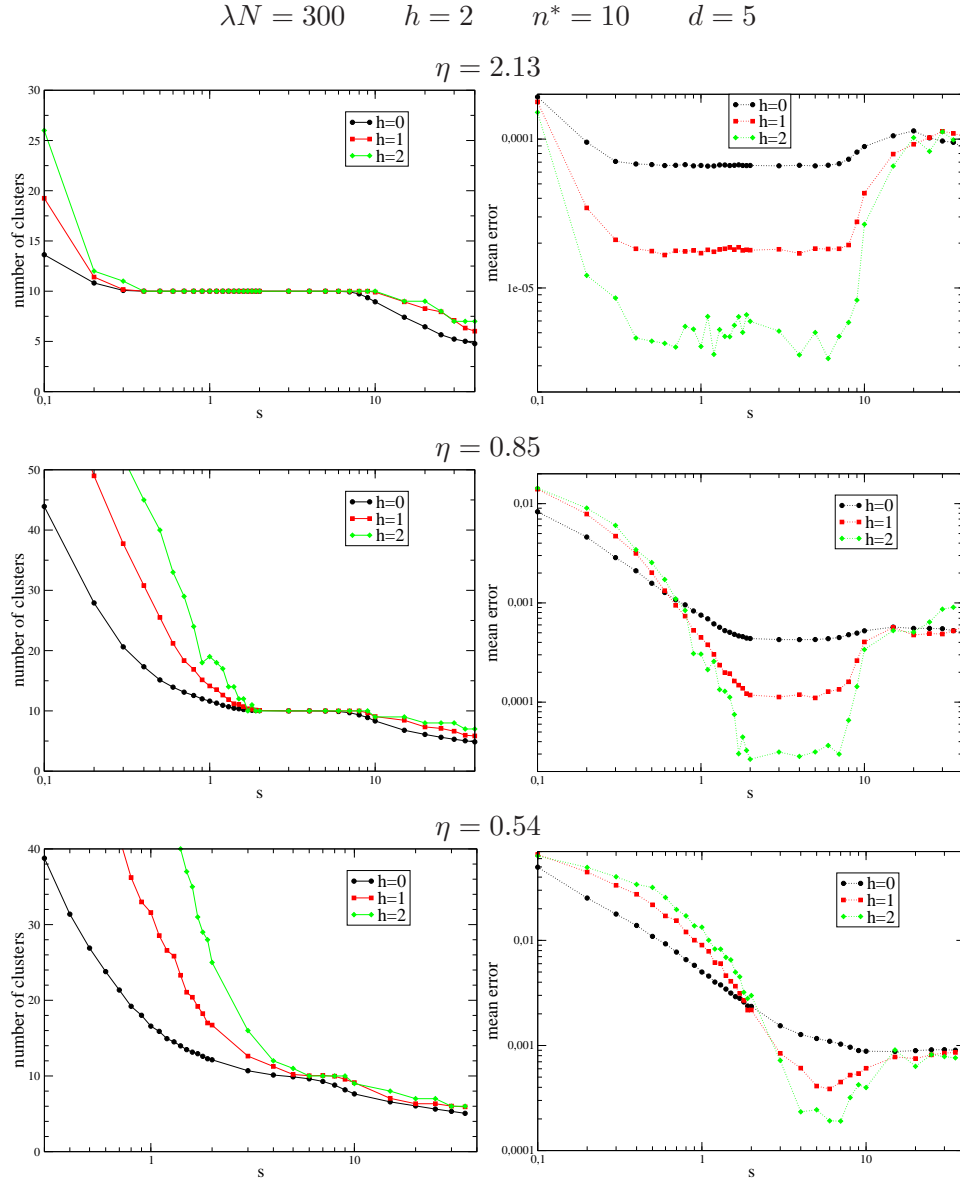 λN = 300 h = 2 n* = 10 d = 5
η = 2.13
number of clusters
30
25
20
15
10
5
0
0,1
1
10
s
h=0
h=1
h=2
mean error
0,0001
1e-05
0,1
1
10
s
h=0
h=1
h=2
η = 0.85
number of clusters
50
40
30
20
10
0
0,1
1
10
s
h=0
h=1
h=2
mean error
0,01
0,001
0,0001
0,1
1
10
s
h=0
h=1
h=2
η = 0.54
number of clusters
40
30
20
10
0
1
10
s
h=0
h=1
h=2
mean error
0,01
0,001
0,0001
0,1
1
10
s
h=0
h=1
h=2